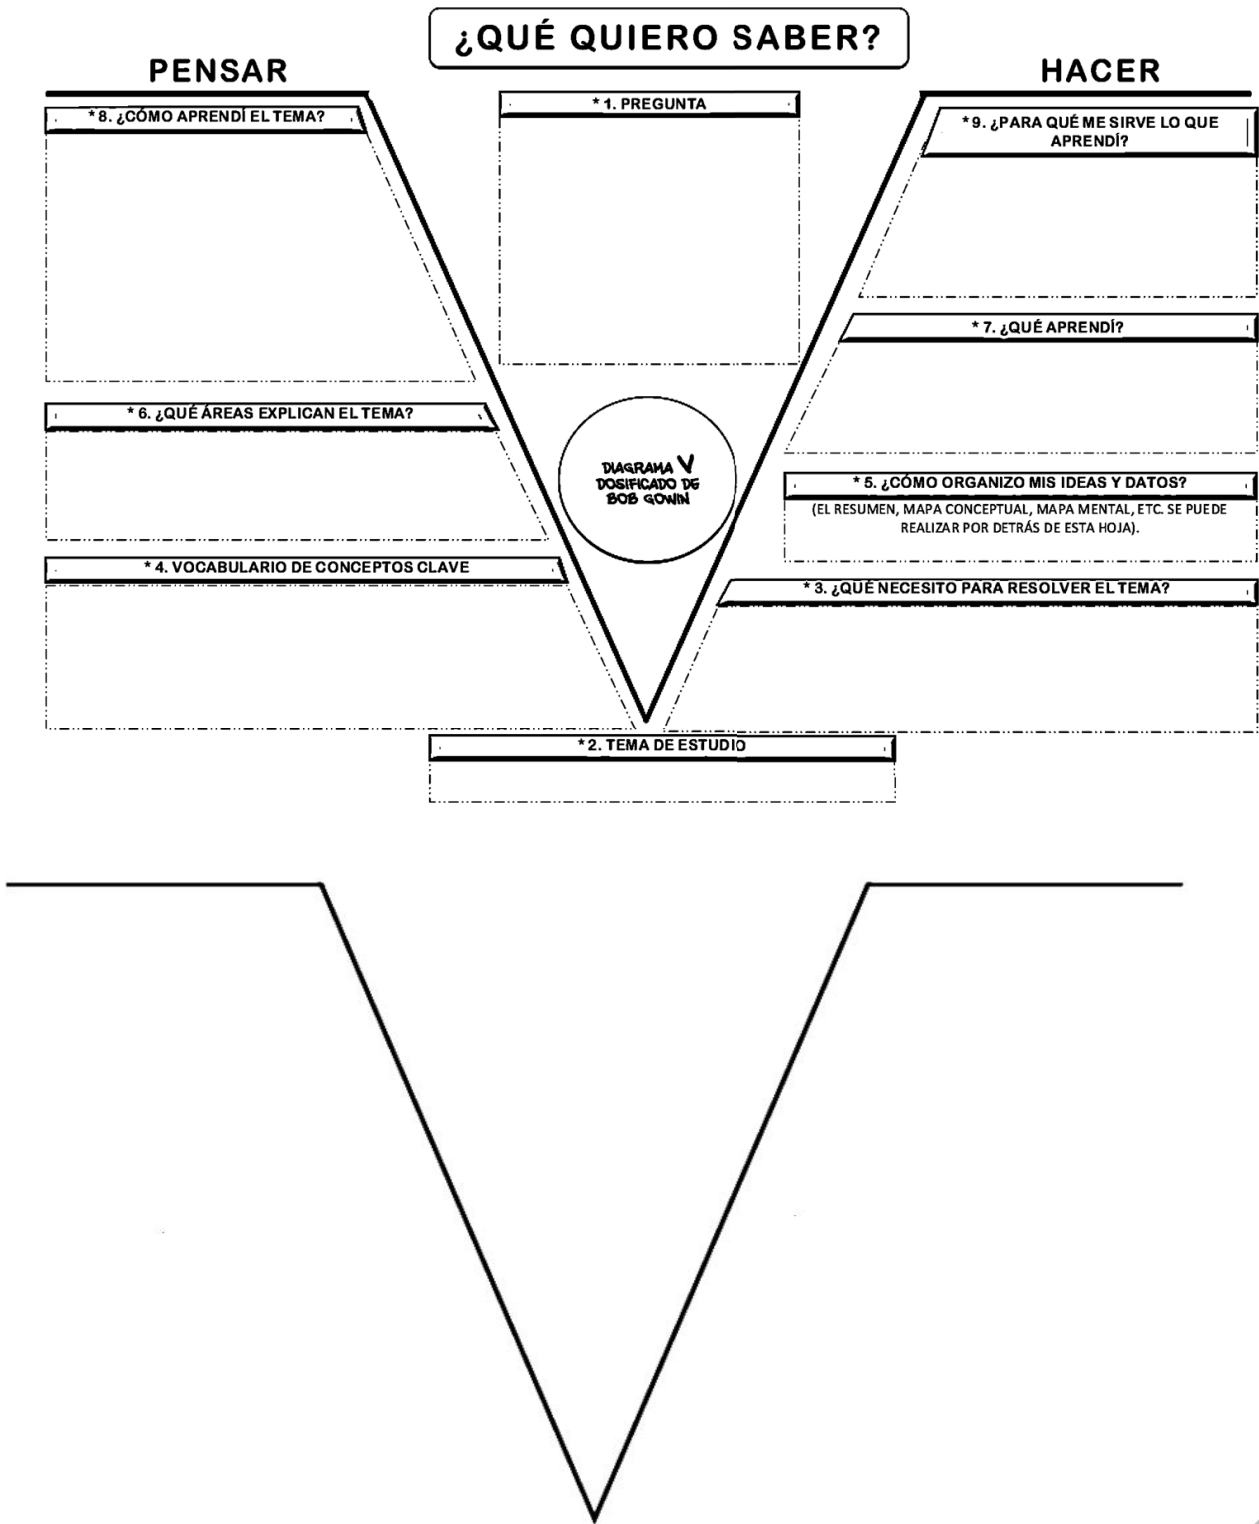 ¿QUÉ QUIERO SABER?
PENSAR
HACER
* 8. ¿CÓMO APRENDÍ EL TEMA?
* 1. PREGUNTA
* 9. ¿PARA QUÉ ME SIRVE LO QUE
APRENDÍ?
* 7. ¿QUÉ APRENDÍ?
* 6. ¿QUÉ ÁREAS EXPLICAN EL TEMA?
DIAGRAMA V
DOSIFICADO DE
BOB GOWIN
* 5. ¿CÓMO ORGANIZO MIS IDEAS Y DATOS?
(EL RESUMEN, MAPA CONCEPTUAL, MAPA MENTAL, ETC. SE PUEDE
REALIZAR POR DETRÁS DE ESTA HOJA).
* 4. VOCABULARIO DE CONCEPTOS CLAVE
* 3. ¿QUÉ NECESITO PARA RESOLVER EL TEMA?
* 2. TEMA DE ESTUDIO